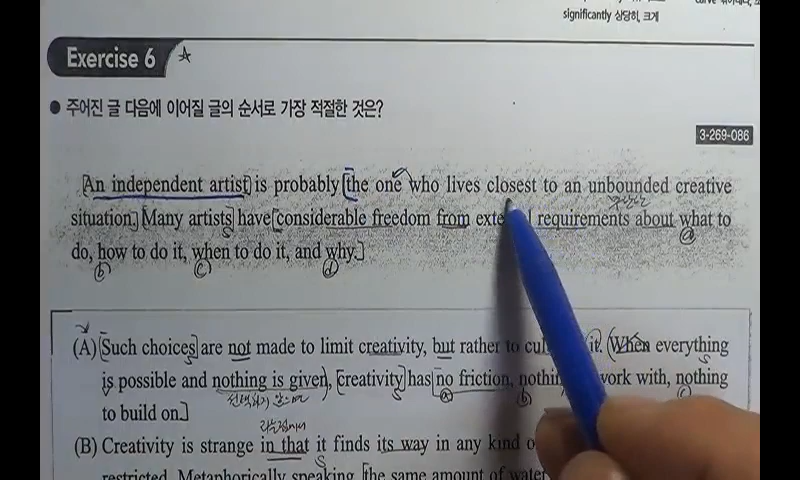 significantly 상당히, 크게
Exercise 6
주어진 글 다음에 이어질 글의 순서로 가장 적절한 것은?
3-269-086
An independent artist is probably the one who lives closest to an unbounded creative
situation. Many artists have considerable freedom from requirements about what to
do, how to do it, when to do it, and why.
(A) Such choices are not made to limit creativity, but rather to it. When everything
is possible and nothing is given, creativity has no friction, work with, nothing
to build on.
(B) Creativity is strange in that it finds its way in any kind
restricted. Metaphorically speaking the same amount of water